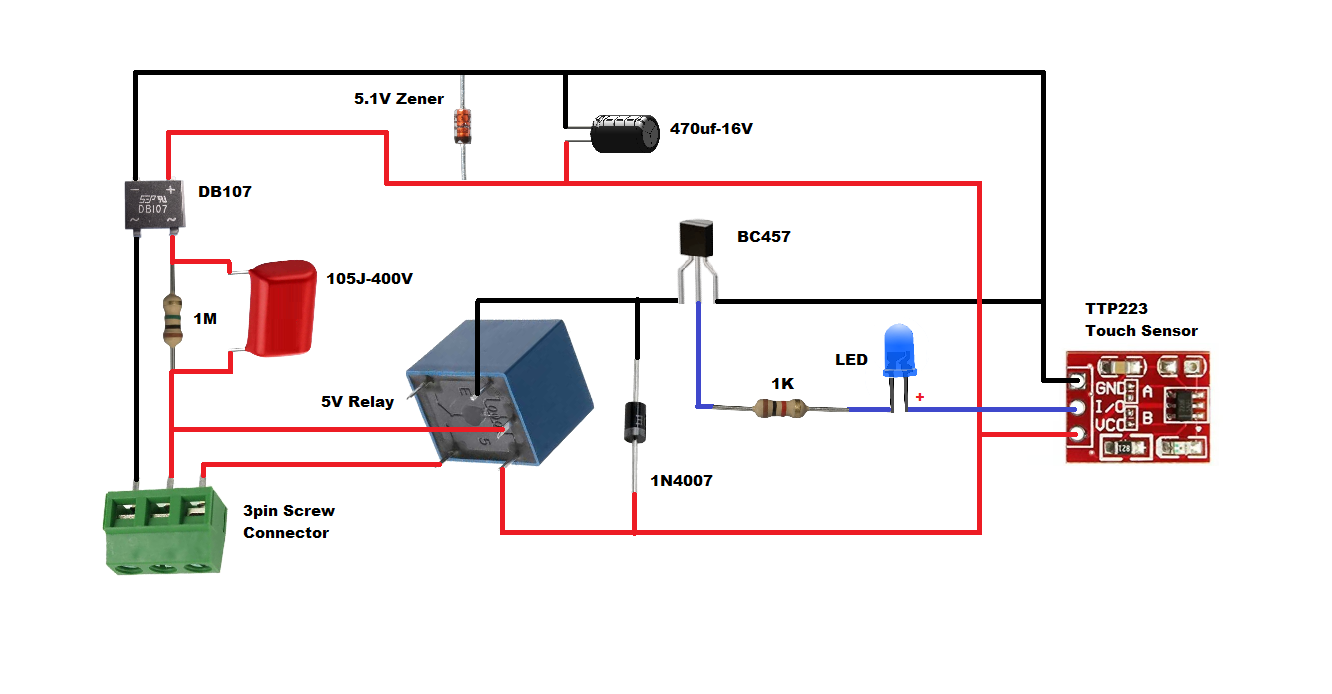 5.1V Zener
470uf-16V
- +
DB107
SEP
DB107
~ ~
BC457
105J-400V
1M
TTP223
Touch Sensor
LED
1K
+
5V Relay
GND
A
I/O
B
VCC
1N4007
3pin Screw
Connector